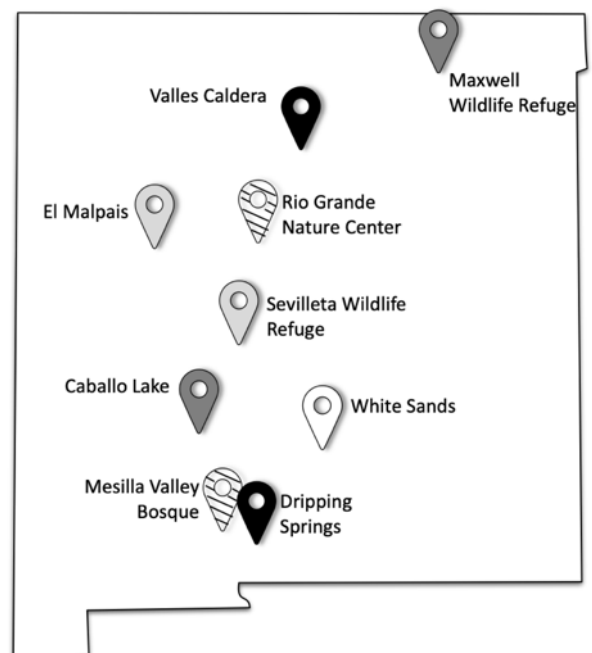 Maxwell
Wildlife Refuge
Valles Caldera
El Malpais
Rio Grande
Nature Center
Sevilleta Wildlife
Refuge
Caballo Lake
White Sands
Mesilla Valley
Bosque
Dripping
Springs